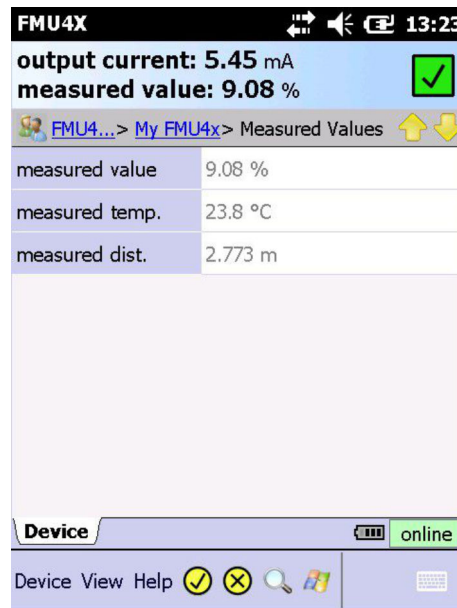 FMU4X 13:23
output current: 5.45 mA
measured value: 9.08 %
FMU4...> My FMU4x> Measured Values
measured value 9.08 %
measured temp. 23.8 °C
measured dist. 2.773 m
Device online
Device View Help